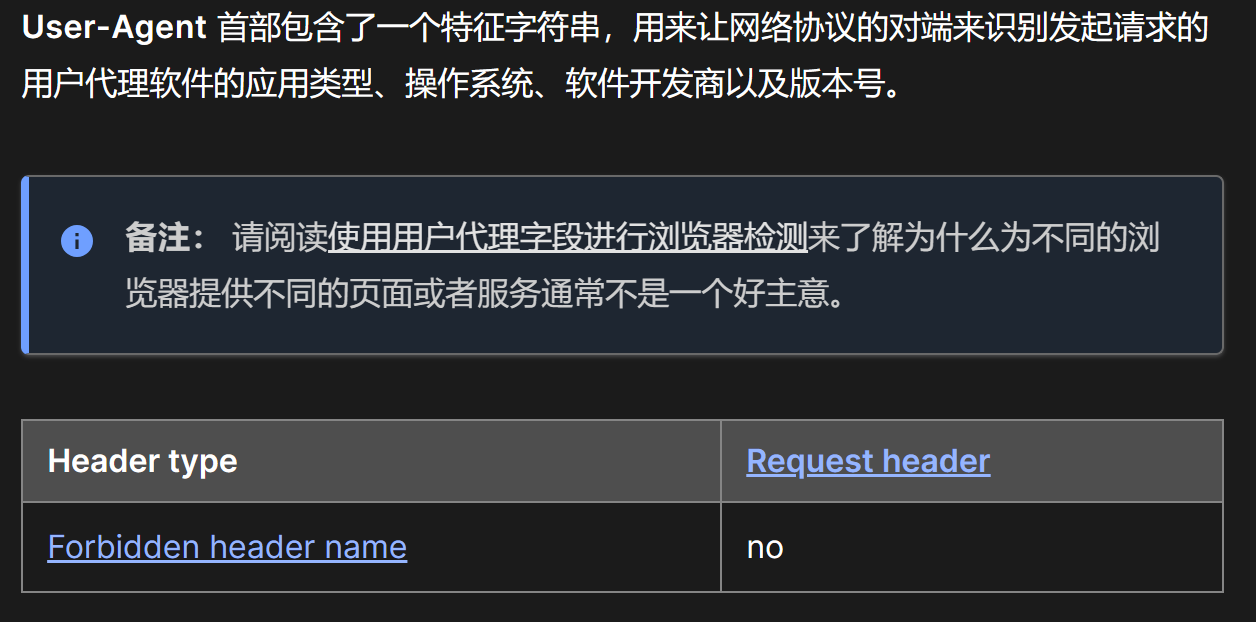 User-Agent 首部包含了一个特征字符串，用来让网络协议的对端来识别发起请求的
用户代理软件的应用类型、操作系统、软件开发商以及版本号。
备注： 请阅读使用用户代理字段进行浏览器检测来了解为什么为不同的浏
览器提供不同的页面或者服务通常不是一个好主意。
Header type Request header
Forbidden header name no